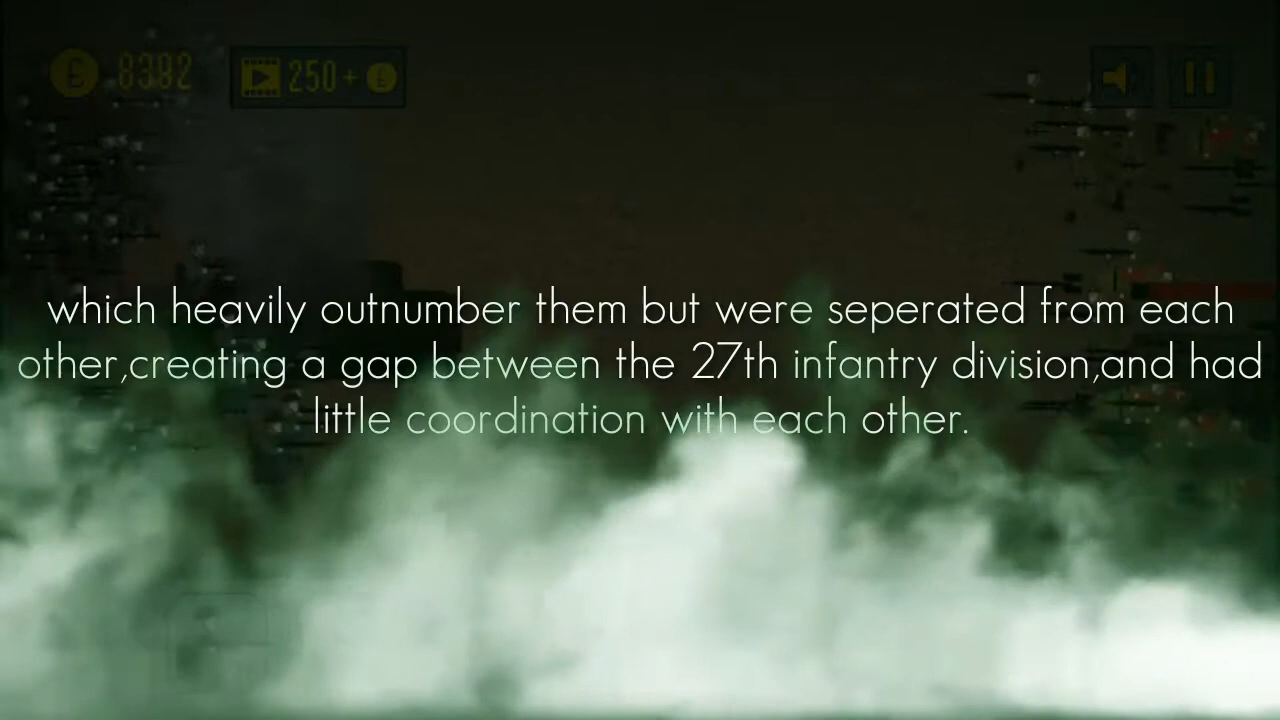 £ 8392 250+ £
which heavily outnumber them but were seperated from each
other,creating a gap between the 27th infantry division,and had
little coordination with each other.